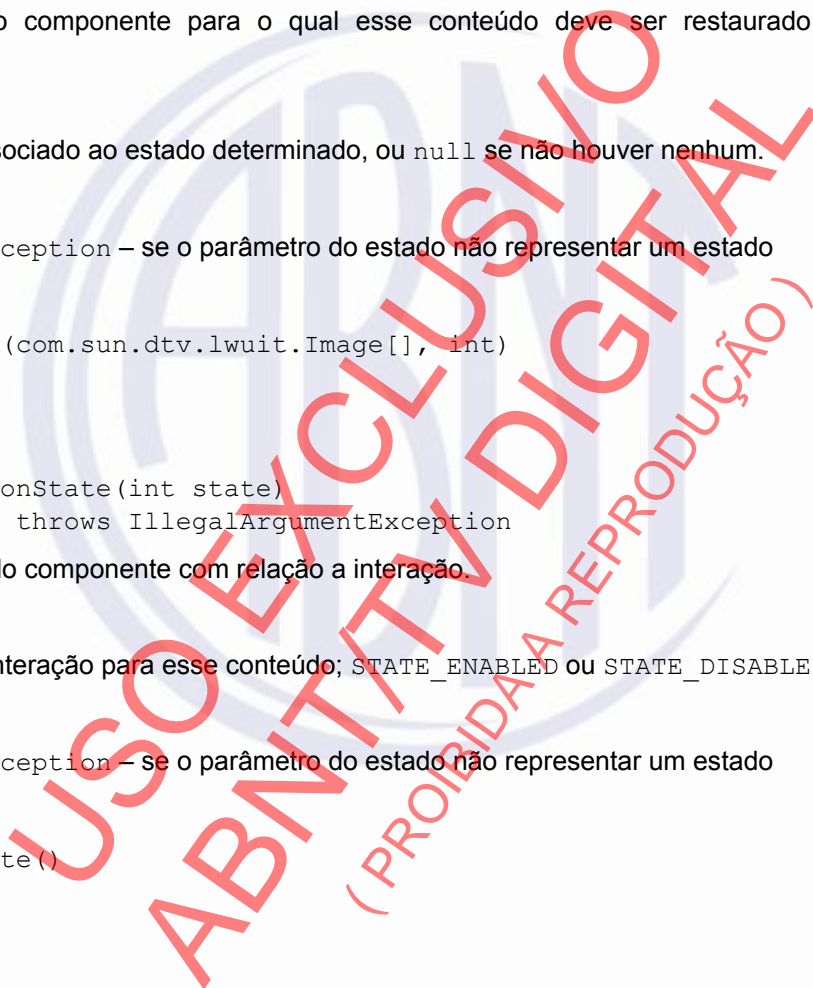 o componente para o qual esse conteúdo deve ser restaurado
sociado ao estado determinado, ou null se não houver nenhum.
ception – se o parâmetro do estado não representar um estado
(com.sun.dtv.lwuit.Image[], int)
onState(int state)
throws IllegalArgumentException
do componente com relação a interação.
nteração para esse conteúdo; STATE_ENABLED ou STATE_DISABLE
ception – se o parâmetro do estado não representar um estado
te()
USO EXCLUSIVO
ABNT/TV DIGITAL
( PROIBIDA A REPRODUÇÃO )
ABNT